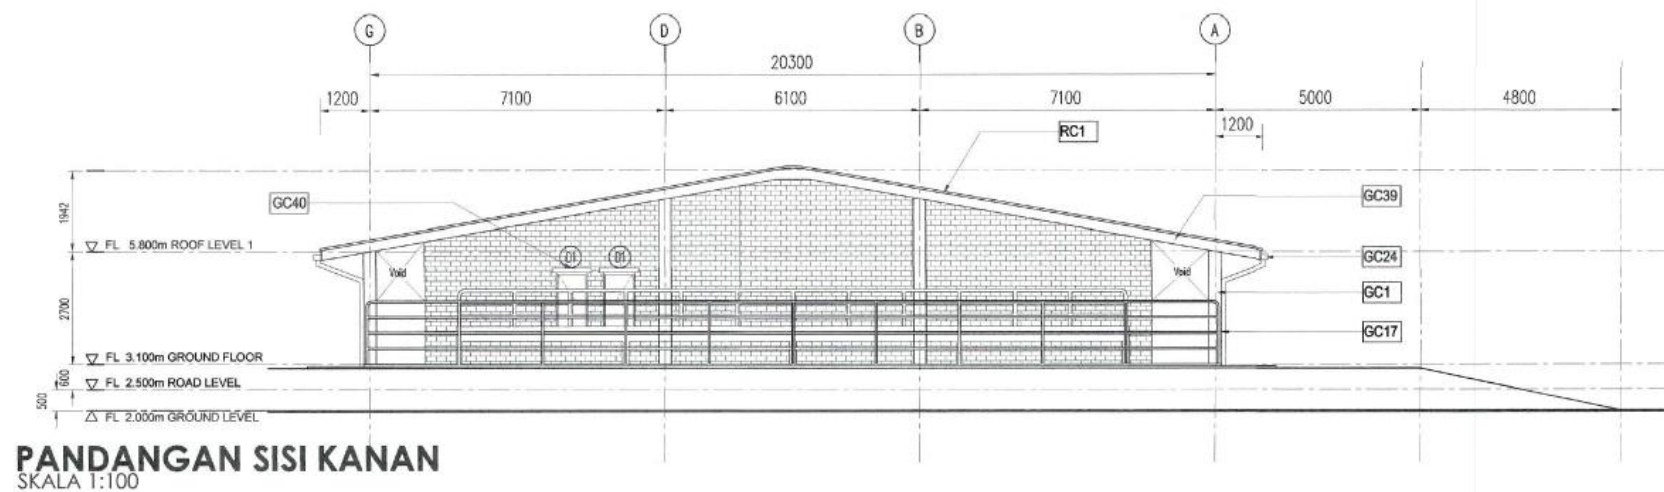 G D B A
20300
1200 7100 6100 7100 5000 4800
1200
RC1
GC40
GC39
1942
FL 5.800m ROOF LEVEL 1
D1 D1
GC24
Void Void
GC1
2700
GC17
FL 3.100m GROUND FLOOR
600
FL 2.500m ROAD LEVEL
500
FL 2.000m GROUND LEVEL
PANDANGAN SISI KANAN
SKALA 1:100